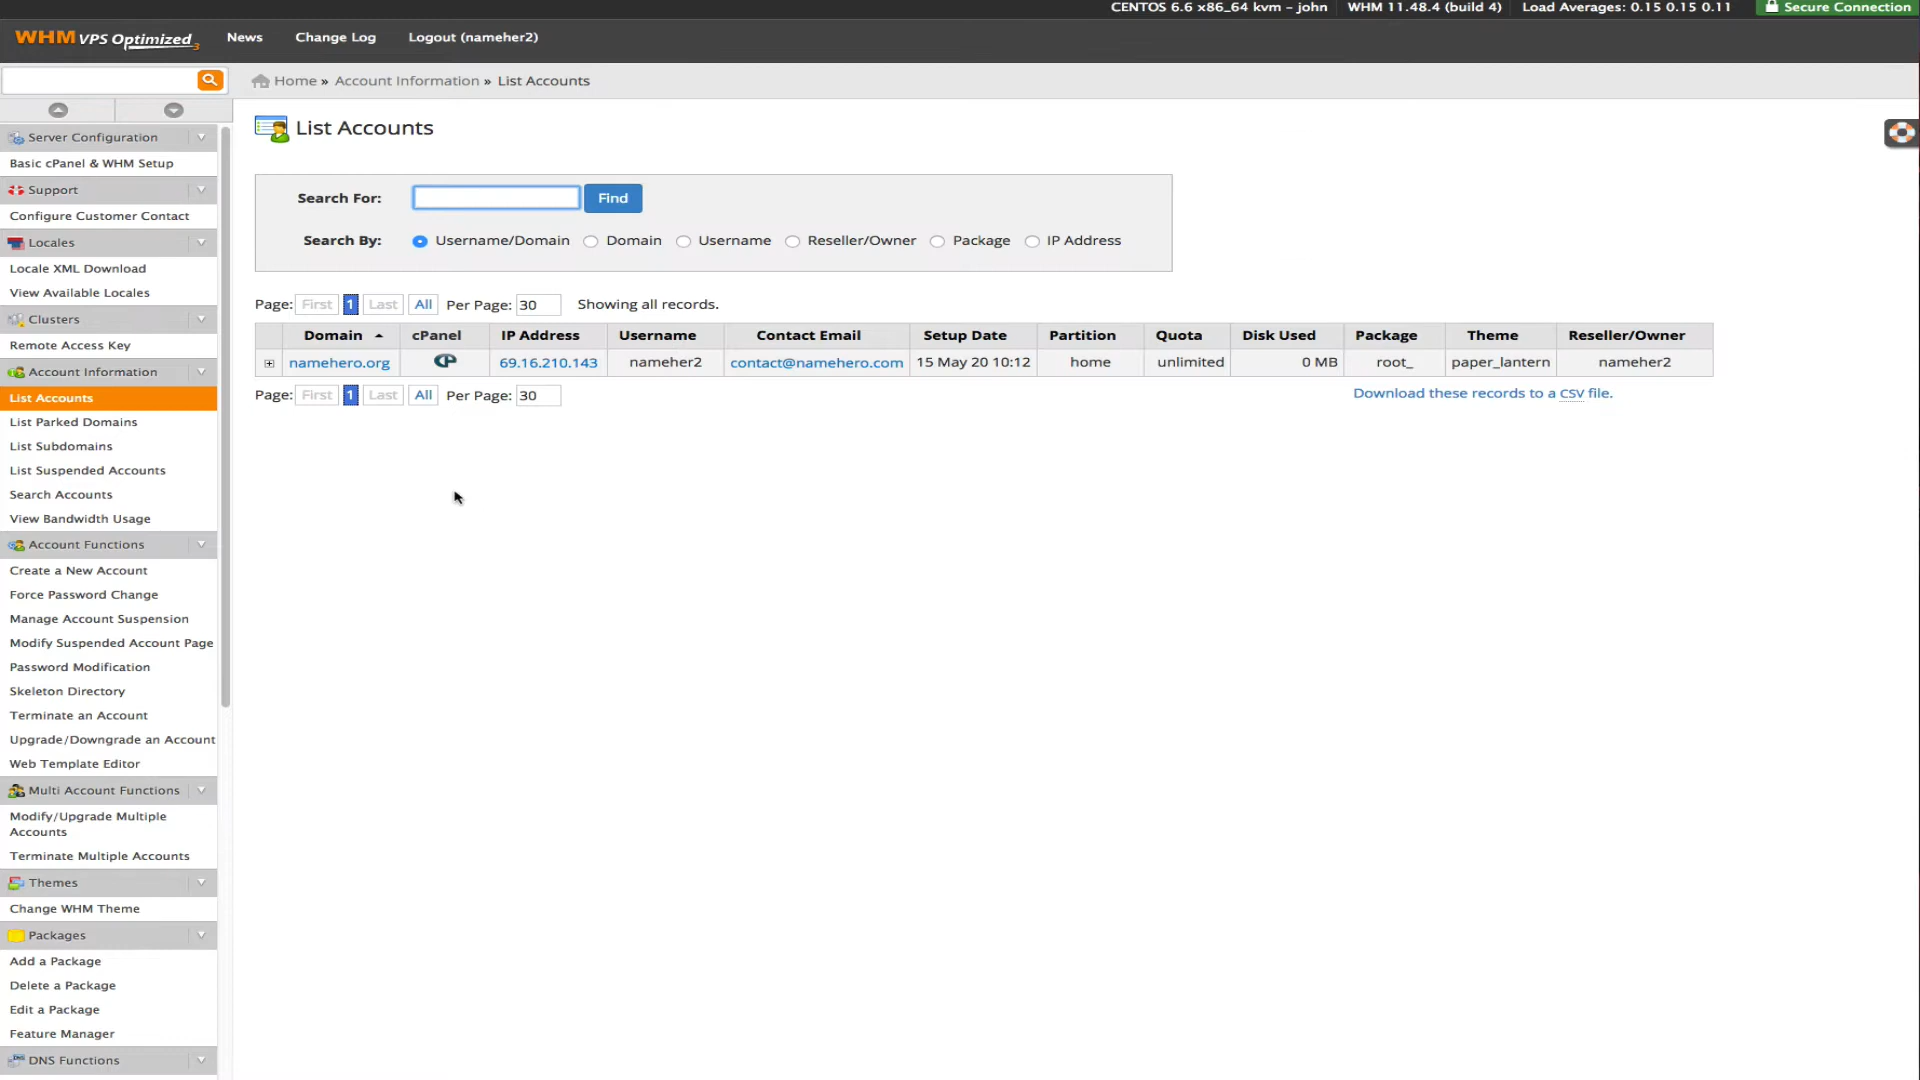 CENTOS 6.6 x86_64 kvm – john WHM 11.48.4 (build 4) Load Averages: 0.15 0.15 0.11 Secure Connection
WHM VPS Optimized 3 News Change Log Logout (nameher2)
Home » Account Information » List Accounts
Server Configuration
Basic cPanel & WHM Setup
Support
Configure Customer Contact
Locales
Locale XML Download
View Available Locales
Clusters
Remote Access Key
Account Information
List Accounts
List Parked Domains
List Subdomains
List Suspended Accounts
Search Accounts
View Bandwidth Usage
Account Functions
Create a New Account
Force Password Change
Manage Account Suspension
Modify Suspended Account Page
Password Modification
Skeleton Directory
Terminate an Account
Upgrade/Downgrade an Account
Web Template Editor
Multi Account Functions
Modify/Upgrade Multiple
Accounts
Terminate Multiple Accounts
Themes
Change WHM Theme
Packages
Add a Package
Delete a Package
Edit a Package
Feature Manager
DNS Functions
List Accounts
Search For: Find
Search By: Username/Domain Domain Username Reseller/Owner Package IP Address
Page: First 1 Last All Per Page: 30 Showing all records.
Domain cPanel IP Address Username Contact Email Setup Date Partition Quota Disk Used Package Theme Reseller/Owner
namehero.org cP 69.16.210.143 nameher2 contact@namehero.com 15 May 20 10:12 home unlimited 0 MB root_ paper_lantern nameher2
Page: First 1 Last All Per Page: 30 Download these records to a CSV file.